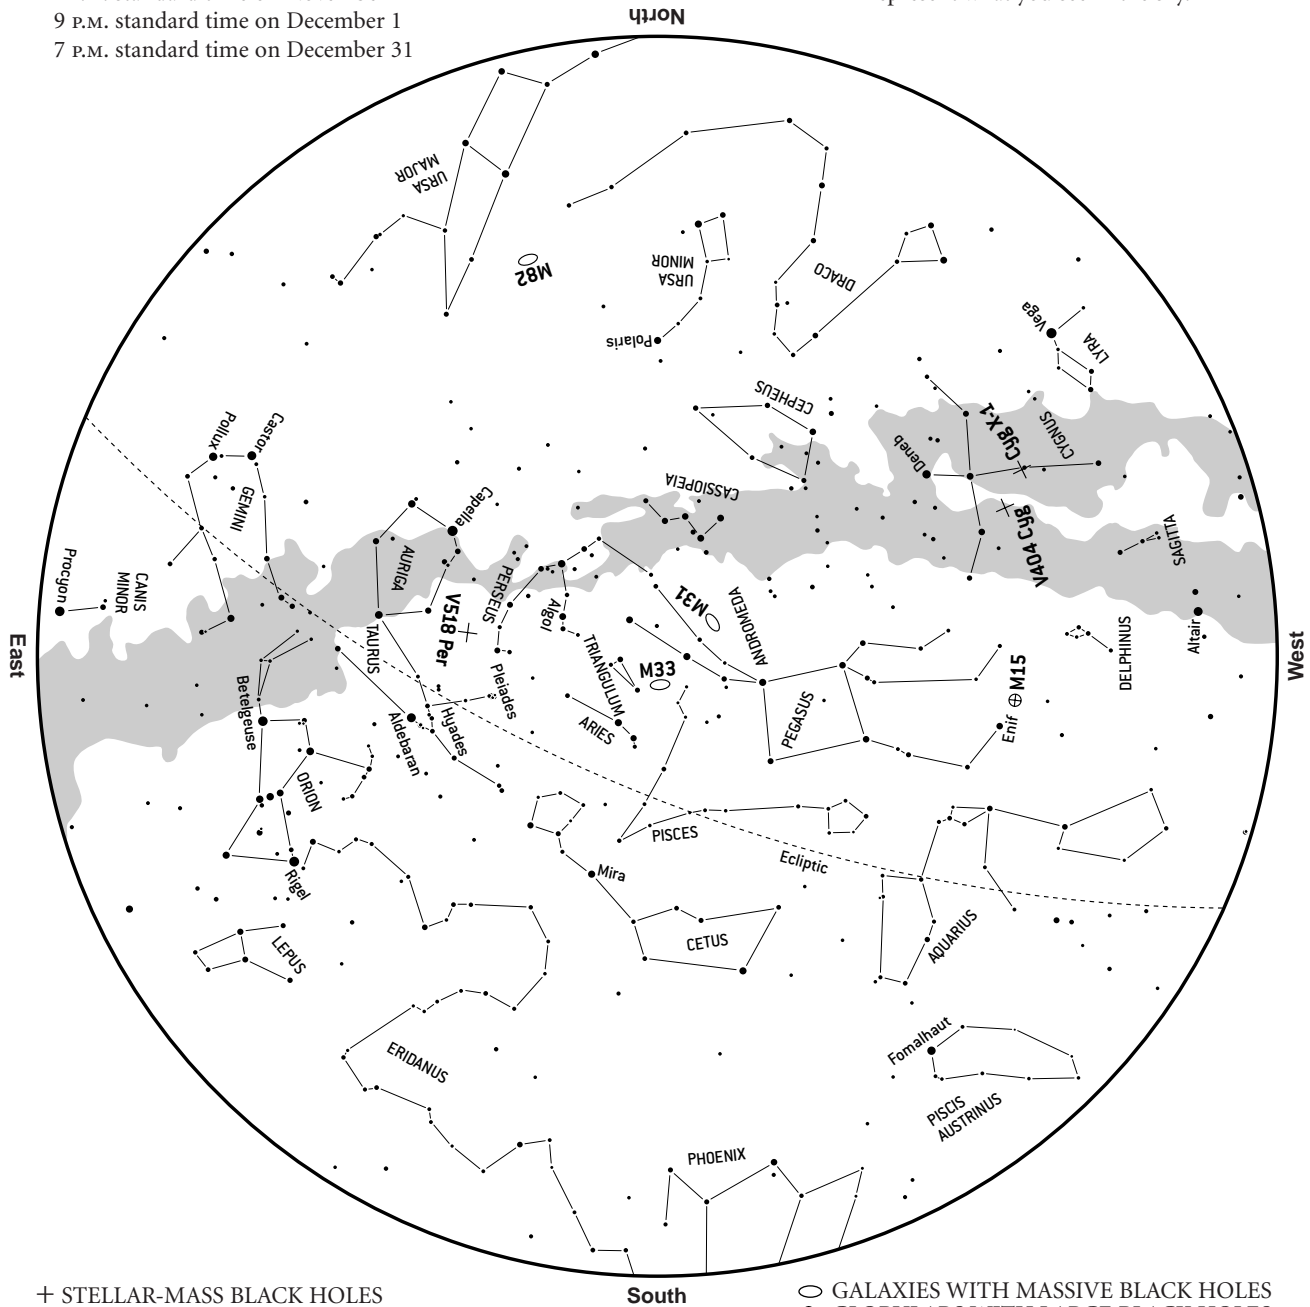 9 P.M. standard time on December 1
7 P.M. standard time on December 31
North
URSA
MAJOR
M82
URSA
MINOR
DRACO
Polaris
Vega
LYRA
CEPHEUS
Cyg X-1
CYGNUS
Deneb
Pollux
Castor
GEMINI
CASSIOPEIA
Capella
AURIGA
V404 Cyg
SAGITTA
Procyon
CANIS
MINOR
PERSEUS
V518 Per
Algol
M31
ANDROMEDA
TAURUS
TRIANGULUM
M33
DELPHINUS
Altair
East
West
Pleiades
M15
Betelgeuse
Aldebaran
Hyades
ARIES
PEGASUS
Enif
ORION
PISCES
Ecliptic
Rigel
Mira
LEPUS
CETUS
AQUARIUS
ERIDANUS
Fomalhaut
PISCIS
AUSTRINUS
PHOENIX
+ STELLAR-MASS BLACK HOLES
South
GALAXIES WITH MASSIVE BLACK HOLES